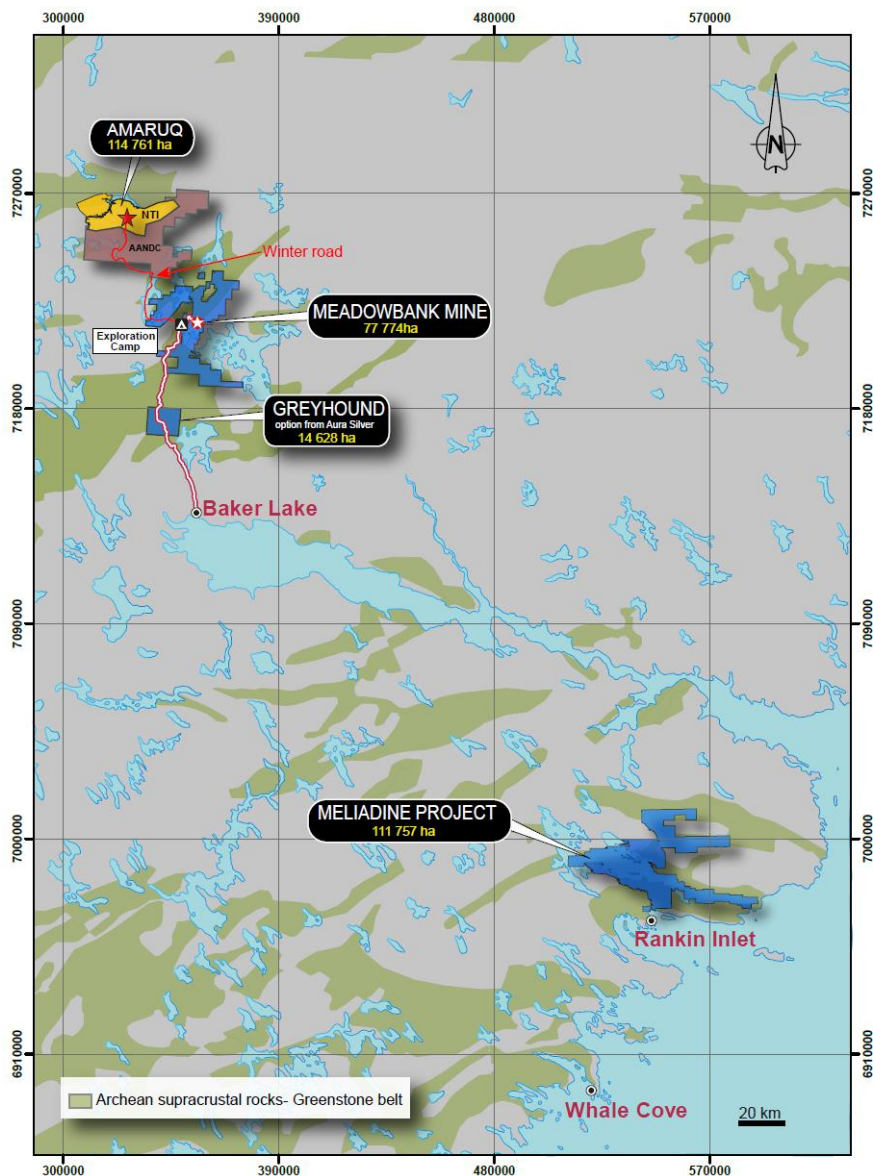 300000 390000 480000 570000
7270000
7270000
AMARUQ
114 761 ha
N
NTI
AANDC
Winter road
MEADOWBANK MINE
77 774ha
Exploration
Camp
7180000
7180000
GREYHOUND
option from Aura Silver
14 628 ha
Baker Lake
7090000
7090000
MELIADINE PROJECT
111 757 ha
7000000
7000000
Rankin Inlet
6910000
6910000
Archean supracrustal rocks- Greenstone belt
Whale Cove
20 km
300000 390000 480000 570000